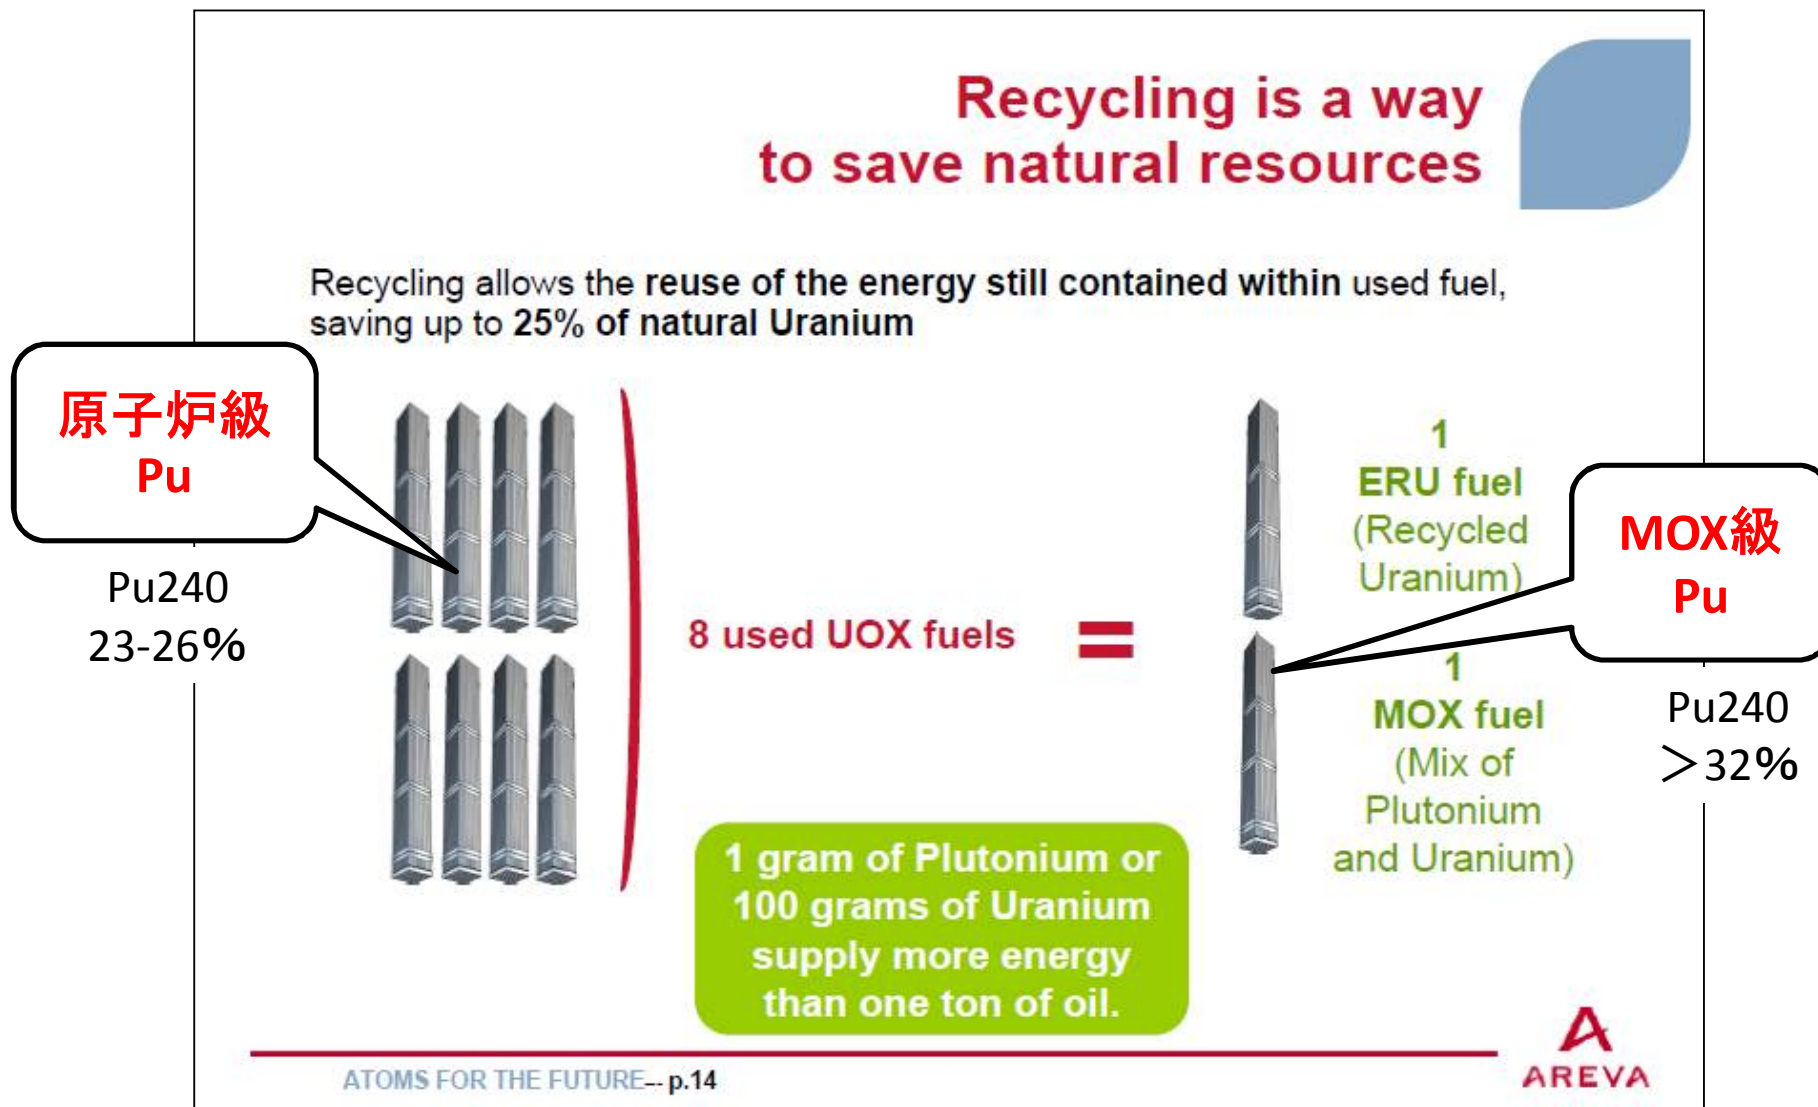 Recycling is a way
to save natural resources
Recycling allows the reuse of the energy still contained within used fuel,
saving up to 25% of natural Uranium
原子炉級
Pu
Pu240
23-26%
8 used UOX fuels
=
1
ERU fuel
(Recycled
Uranium)
MOX級
Pu
Pu240
＞32%
1
MOX fuel
(Mix of
Plutonium
and Uranium)
1 gram of Plutonium or
100 grams of Uranium
supply more energy
than one ton of oil.
ATOMS FOR THE FUTURE-- p.14
AREVA